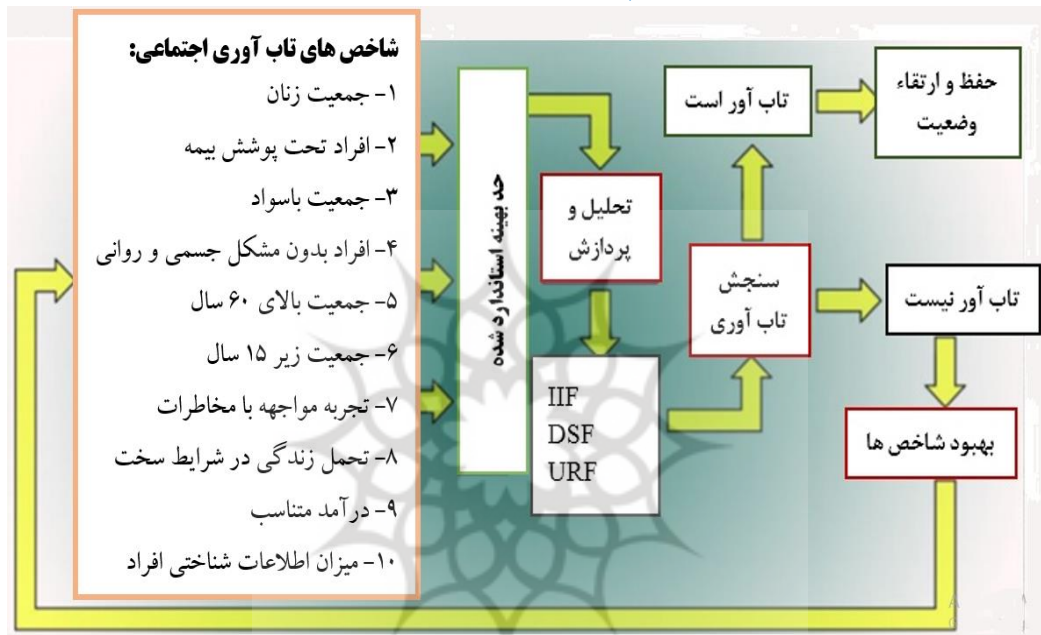 شاخص های تاب آوری اجتماعی:
۱- جمعیت زنان
۲- افراد تحت پوشش بیمه
۳- جمعیت باسواد
۴- افراد بدون مشکل جسمی و روانی
۵- جمعیت بالای ۶۰ سال
۶- جمعیت زیر ۱۵ سال
۷- تجربه مواجهه با مخاطرات
۸- تحمل زندگی در شرایط سخت
۹- درآمد متناسب
۱۰- میزان اطلاعات شناختی افراد
حد بهینه استاندارد شده
تحلیل و
پردازش
IIF
DSF
URF
سنجش
تاب آوری
تاب آور است
حفظ و ارتقاء
وضعیت
تاب آور نیست
بهبود شاخص ها